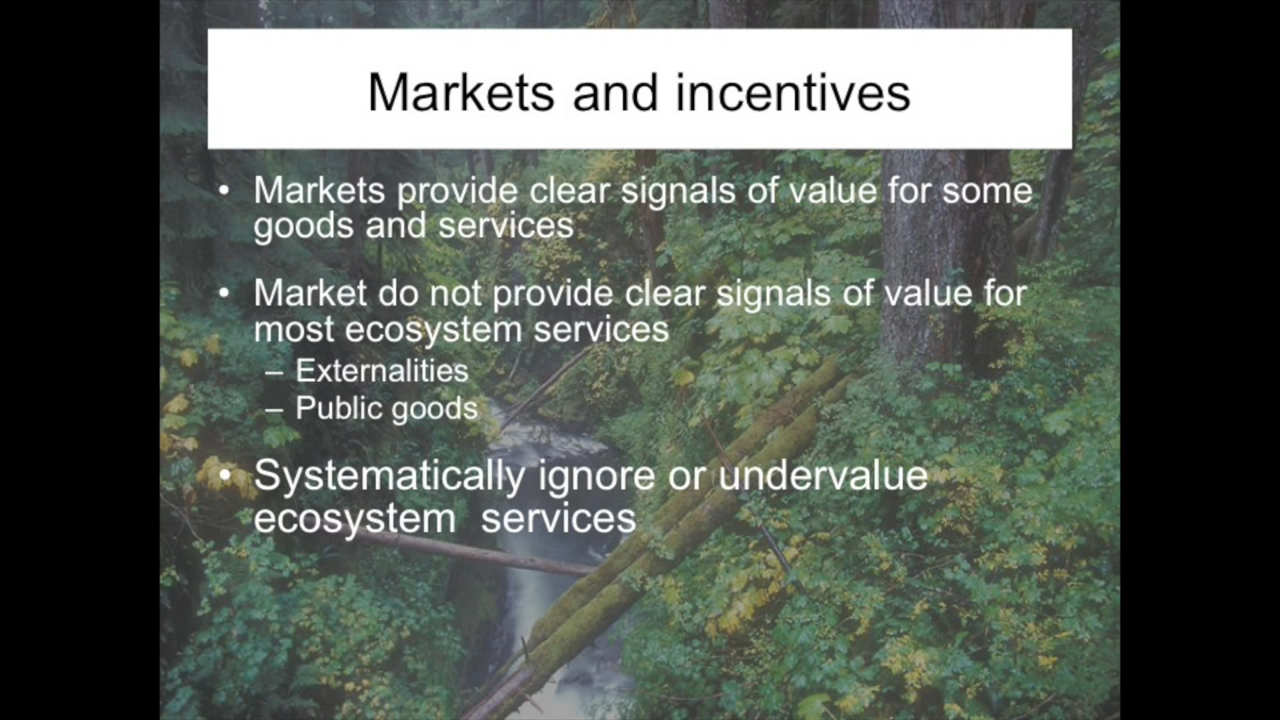 Markets and incentives
• Markets provide clear signals of value for some
goods and services
• Market do not provide clear signals of value for
most ecosystem services
– Externalities
– Public goods
• Systematically ignore or undervalue
ecosystem  services